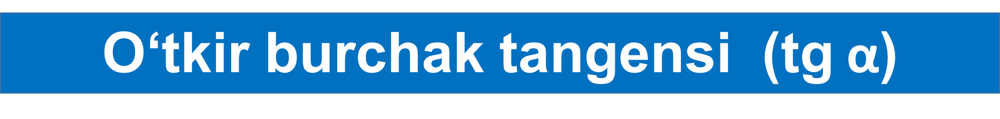 O‘tkir burchak tangensi (tg α)